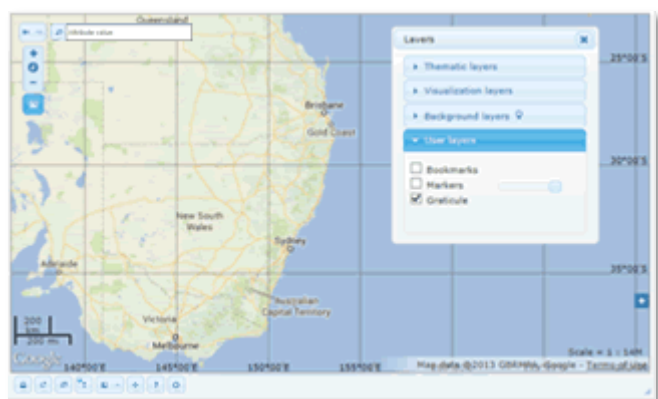 Queensland
Attribute value
Layers
25°00'S
Thematic layers
Visualization layers
Brisbane
Background layers
Gold Coast
User layers
30°00'S
Bookmarks
Markers
Graticule
New South
Wales
Sydney
Adelaide
35°00'S
Australian
Capital Territory
200
km
200 mi
Victoria
Melbourne
Scale = 1 : 14M
Google
140°00'E
145°00'E
150°00'E
155°00'E
Map data ©2013 GBRMPA, Google - Terms of Use